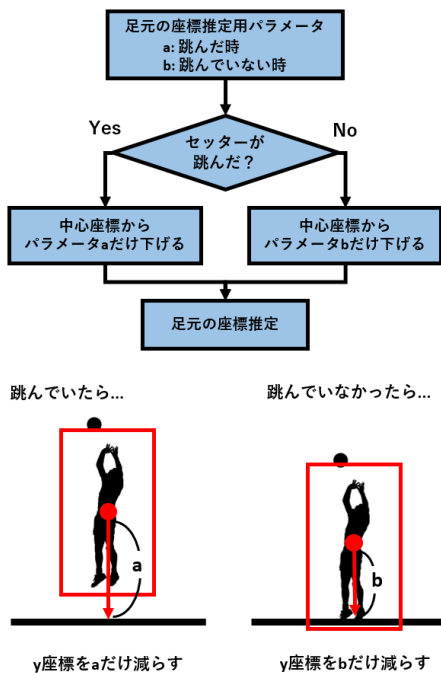 足元の座標推定用パラメータ
a: 跳んだ時
b: 跳んでいない時
Yes
No
セッターが
跳んだ？
中心座標から
パラメータaだけ下げる
中心座標から
パラメータbだけ下げる
足元の座標推定
跳んでいたら...
跳んでいなかったら...
a
b
y座標をaだけ減らす
y座標をbだけ減らす